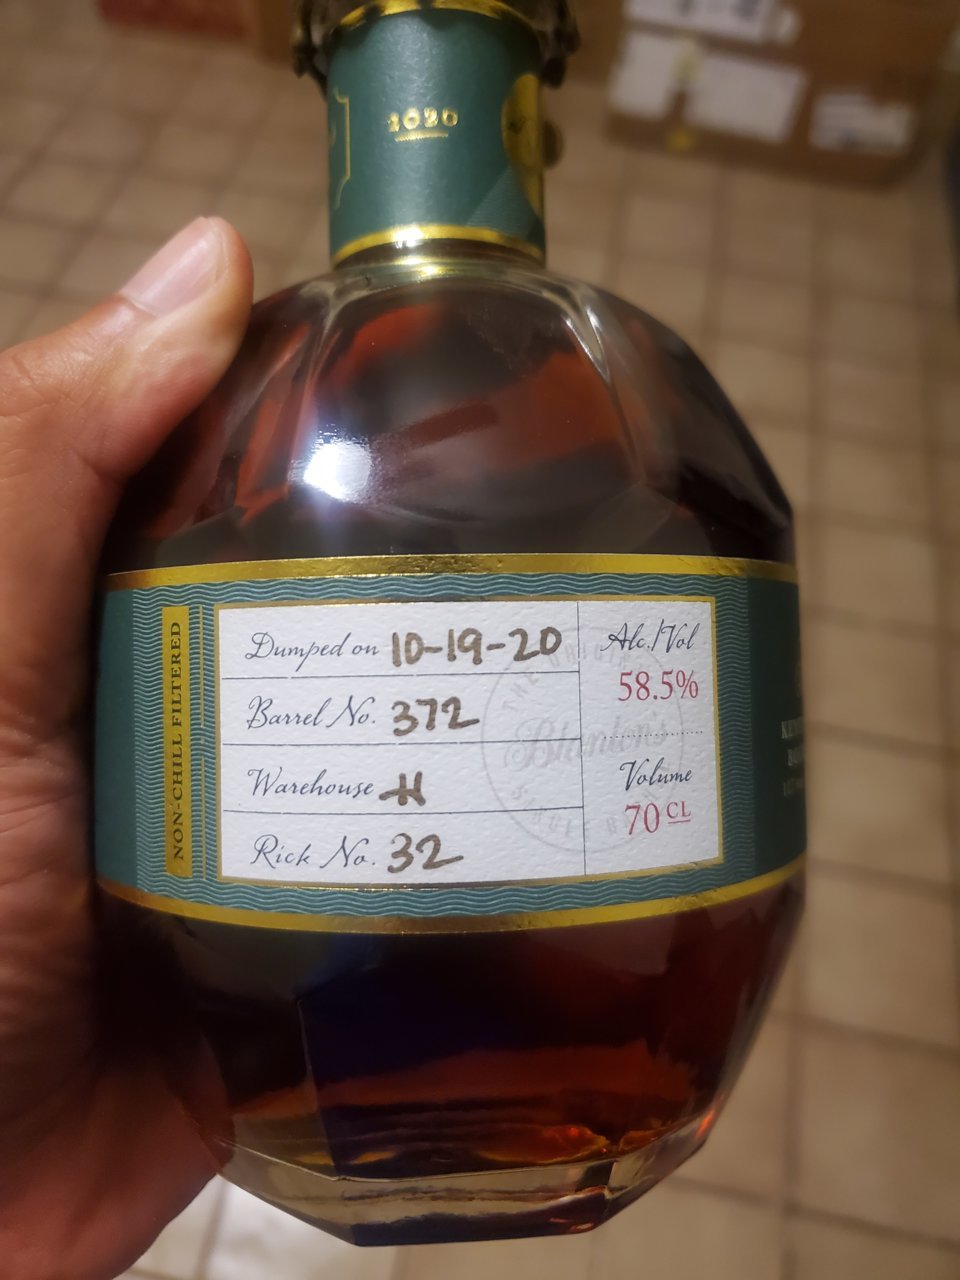 2020
NON-CHILL FILTERED
Dumped on 10-19-20
Barrel No. 372
Warehouse H
Rick No. 32
Alc./Vol
58.5%
Volume
70 CL
Blanton's